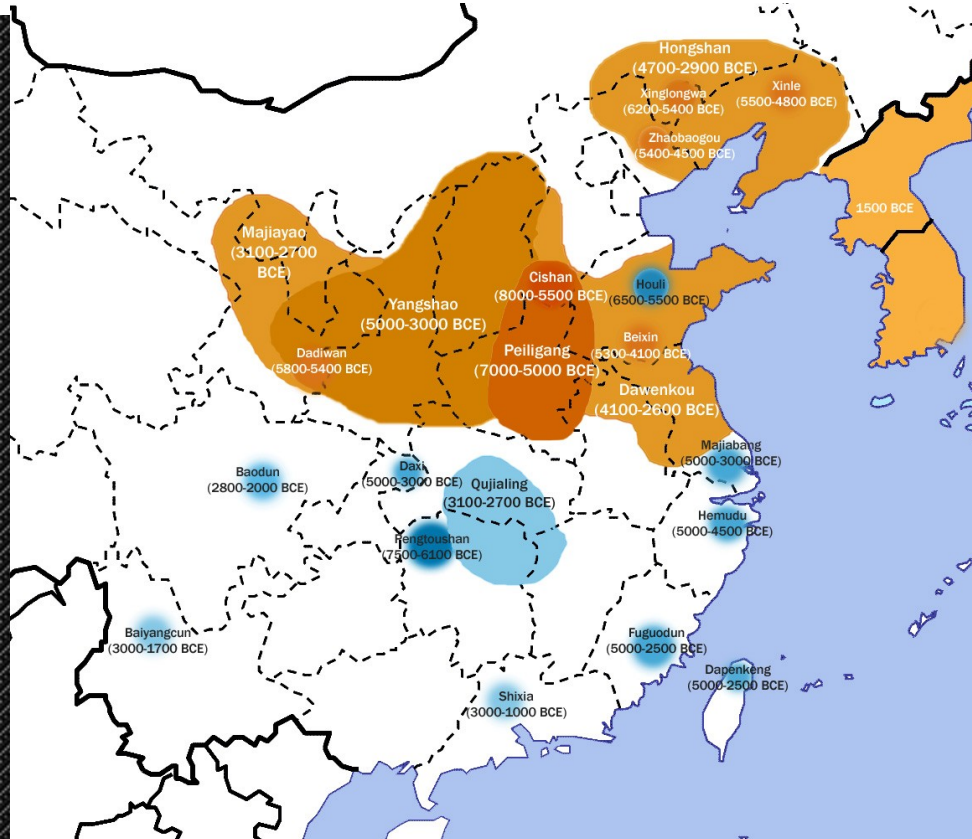 Hongshan
(4700-2900 BCE)
Xinglongwa
(6200-5400 BCE)
Xinle
(5500-4800 BCE)
Zhaobaogou
(5400-4500 BCE)
1500 BCE
Majiayao
(3100-2700
BCE)
Cishan
(8000-5500 BCE)
Houli
(6500-5500 BCE)
Yangshao
(5000-3000 BCE)
Beixin
(5300-4100 BCE)
Peiligang
(7000-5000 BCE)
Dadiwan
(5800-5400 BCE)
Dawenkou
(4100-2600 BCE)
Majiabang
(5000-3000 BCE)
Baodun
(2800-2000 BCE)
Daxi
(5000-3000 BCE)
Qujialing
(3100-2700 BCE)
Hemudu
(5000-4500 BCE)
Pengtoushan
(7500-6100 BCE)
Baiyangcun
(3000-1700 BCE)
Fuguodun
(5000-2500 BCE)
Dapenkeng
(5000-2500 BCE)
Shixia
(3000-1000 BCE)